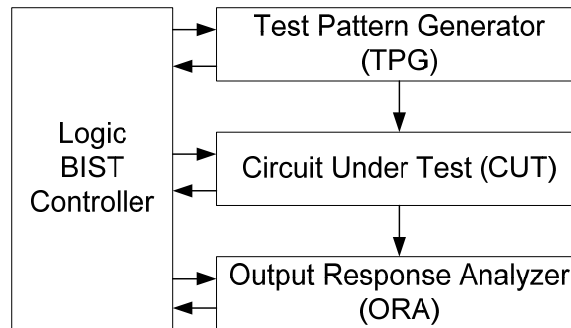 Logic
BIST
Controller
Test Pattern Generator
(TPG)
Circuit Under Test (CUT)
Output Response Analyzer
(ORA)